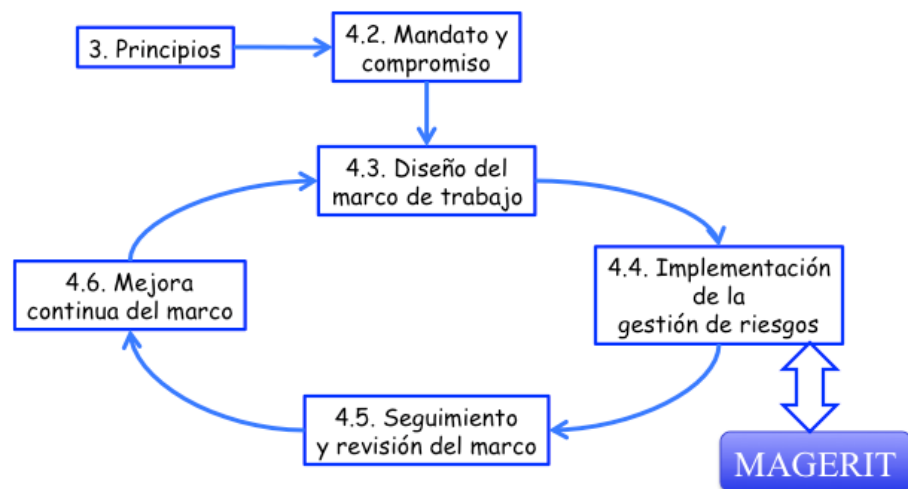 3. Principios
4.2. Mandato y
compromiso
4.3. Diseño del
marco de trabajo
4.4. Implementación
de la
gestión de riesgos
4.6. Mejora
continua del marco
4.5. Seguimiento
y revisión del marco
MAGERIT